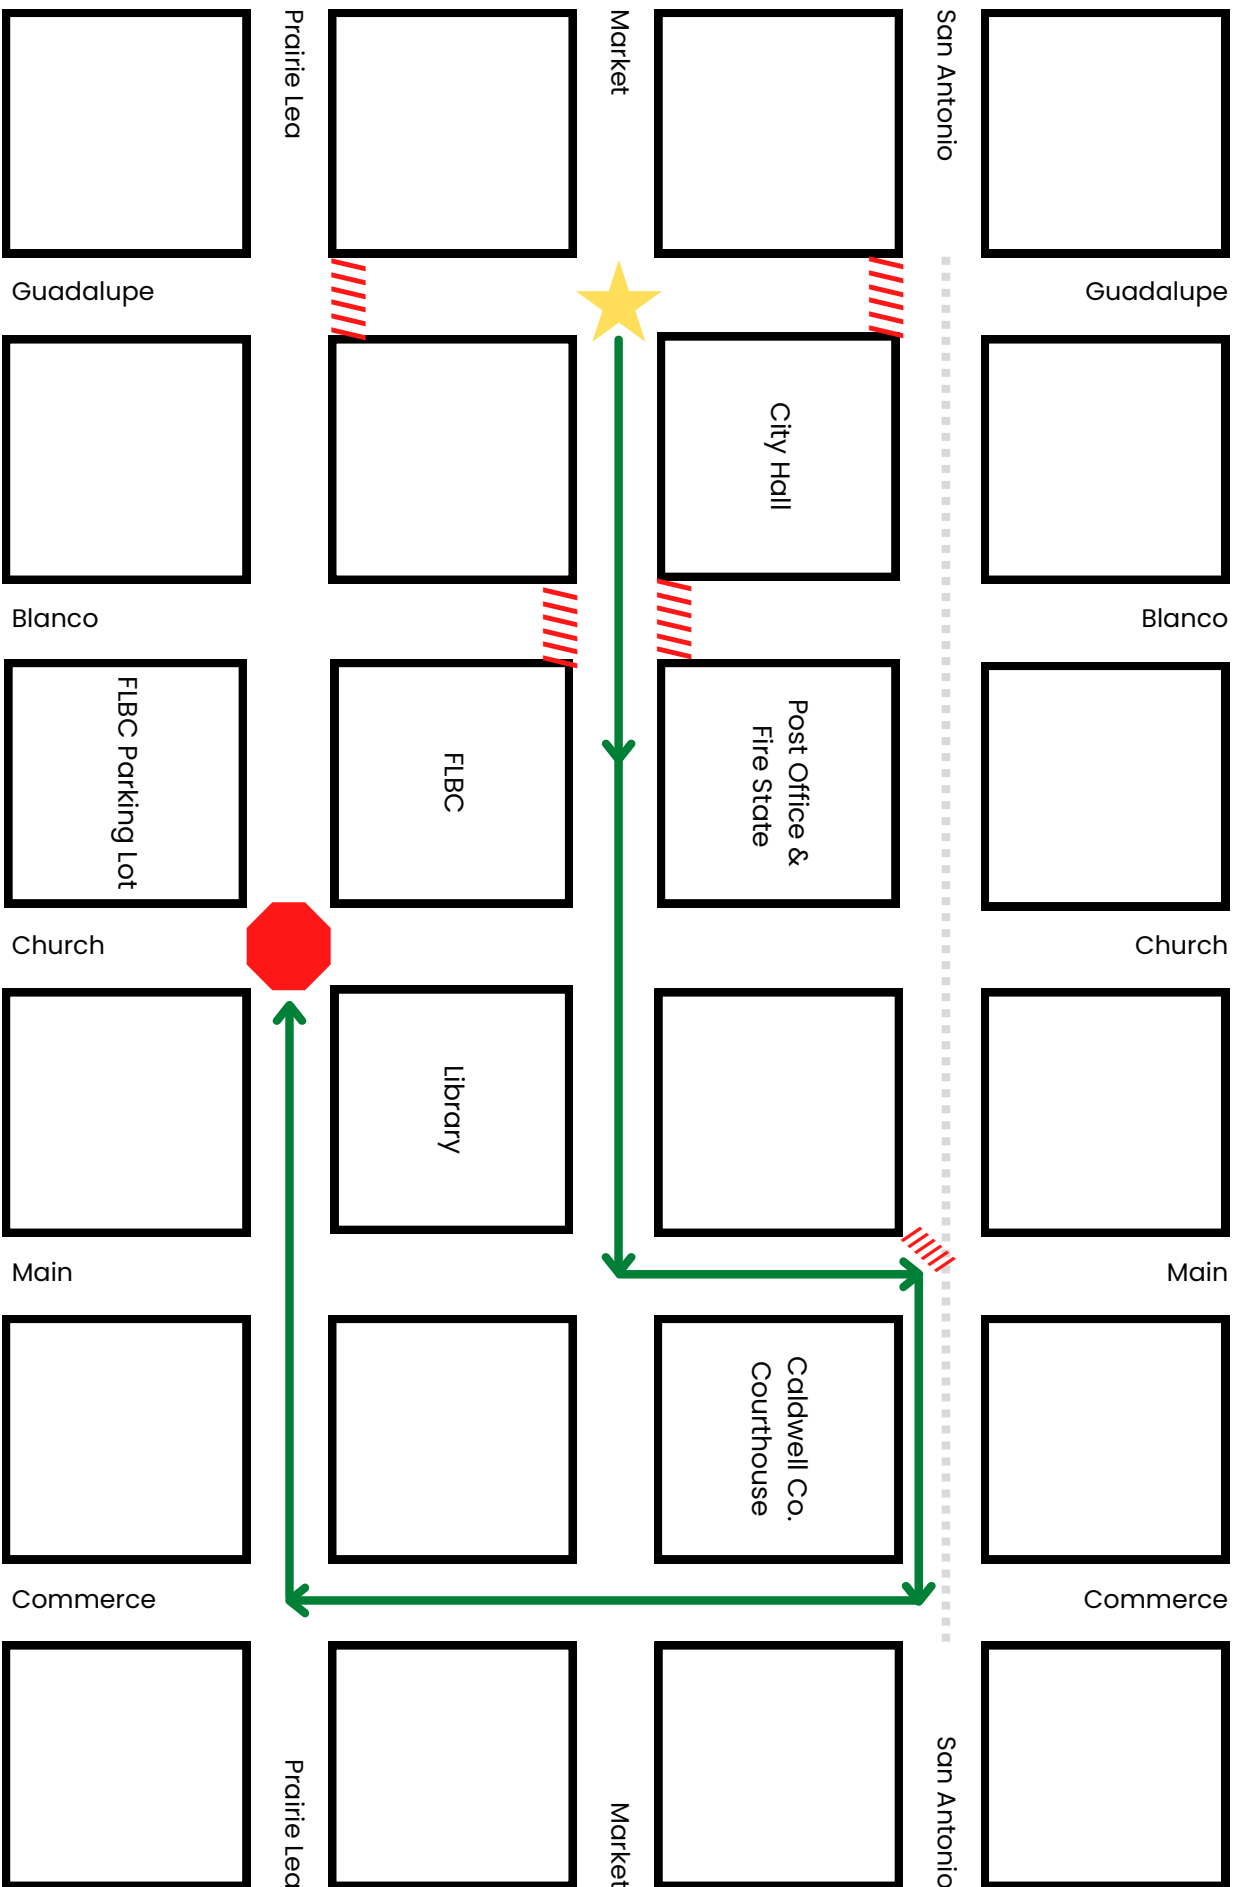 Prairie Lea
Market
San Antonio
Guadalupe
Guadalupe
City Hall
Blanco
Blanco
FLBC Parking Lot
FLBC
Post Office &
Fire State
Church
Church
Library
Main
Main
Caldwell Co.
Courthouse
Commerce
Commerce
Prairie Lea
Market
San Antonio